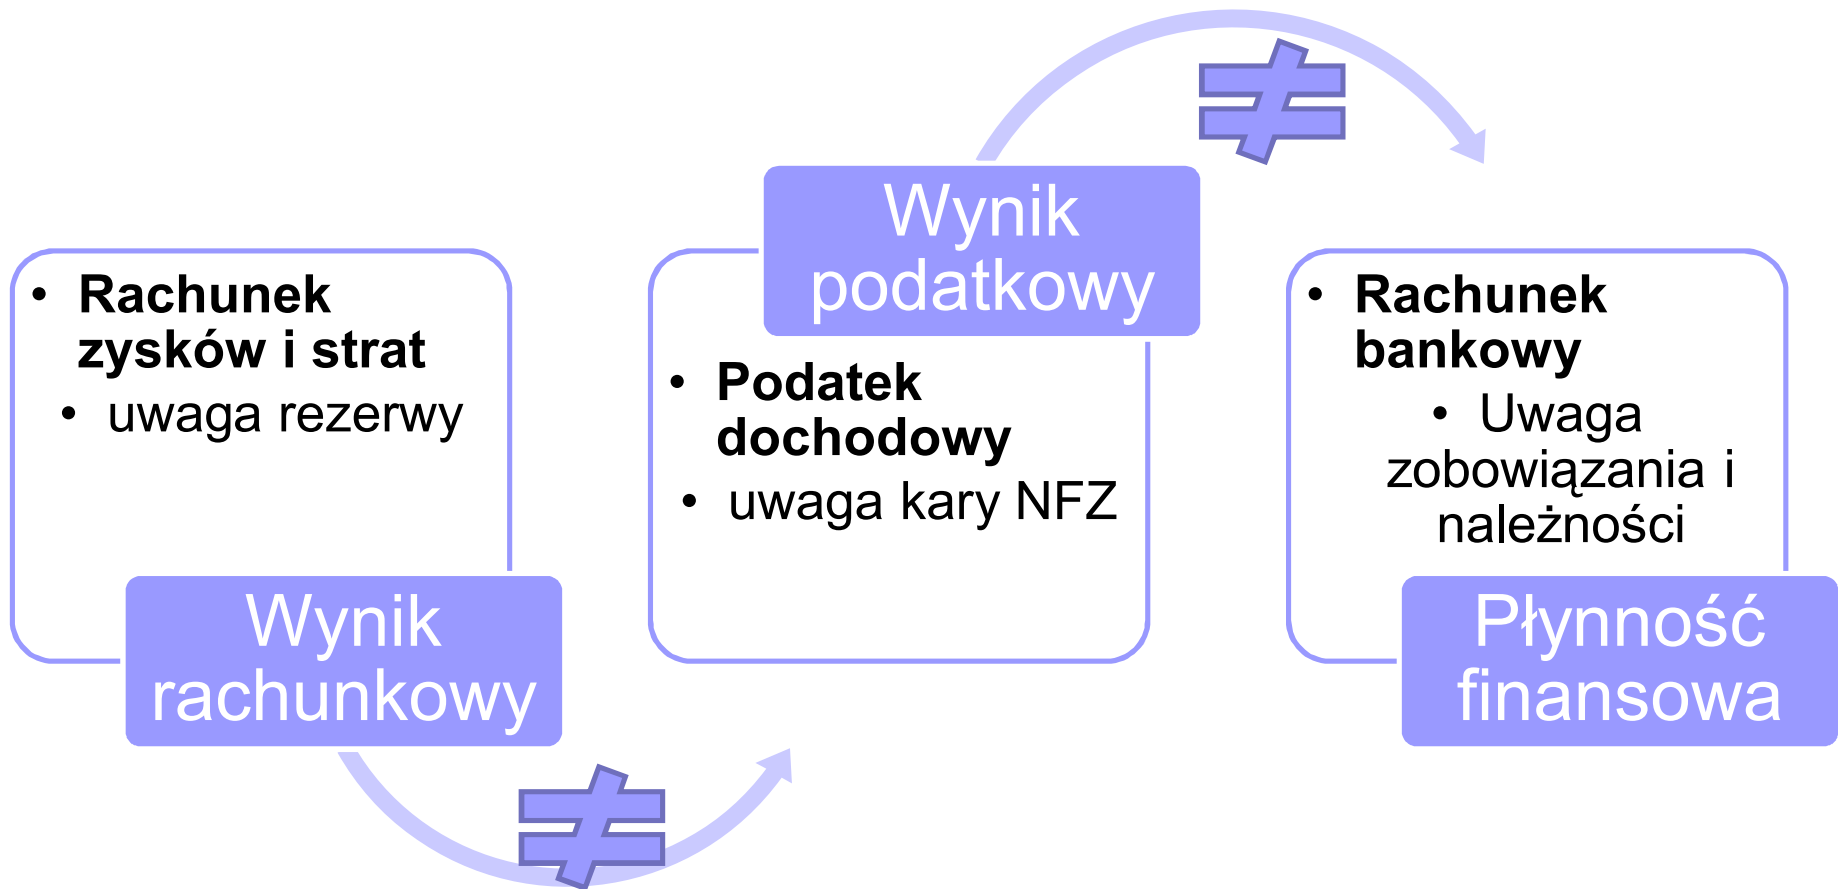 • Rachunek
zysków i strat
• uwaga rezerwy
Wynik
rachunkowy
≠
Wynik
podatkowy
• Podatek
dochodowy
• uwaga kary NFZ
≠
• Rachunek
bankowy
• Uwaga
zobowiązania i
należności
Płynność
finansowa